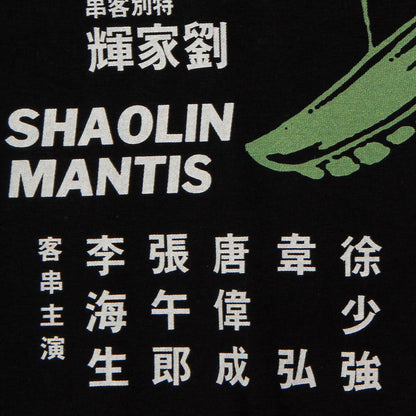 特別客串
劉家輝
SHAOLIN
MANTIS
客串主演
李海生
張午郎
唐偉成
韋弘
徐少強